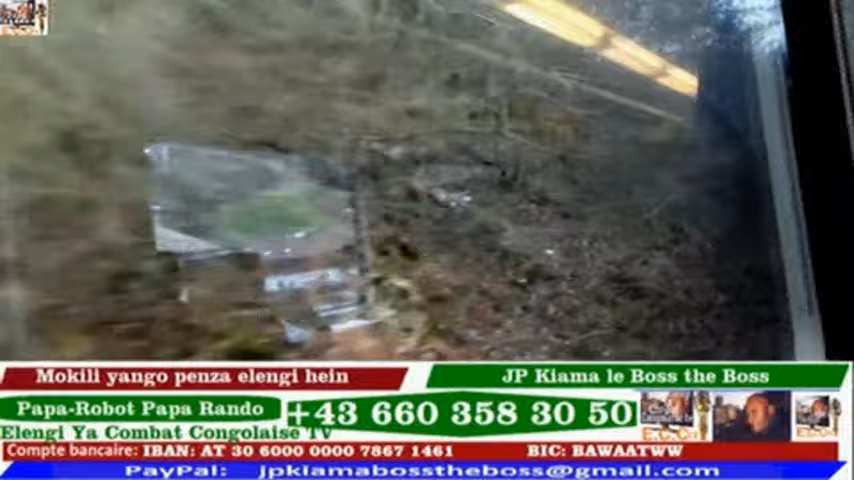 Mokili yango penza elengi hein
JP Kiama le Boss the Boss
Papa-Robot Papa Rando
+43 660 358 30 50
Elengi Ya Combat Congolaise TV
E.C.C.
Compte bancaire: IBAN: AT 30 6000 0000 7867 1461
BIC: BAWAATWW
PayPal: jpkiamabosstheboss@gmail.com